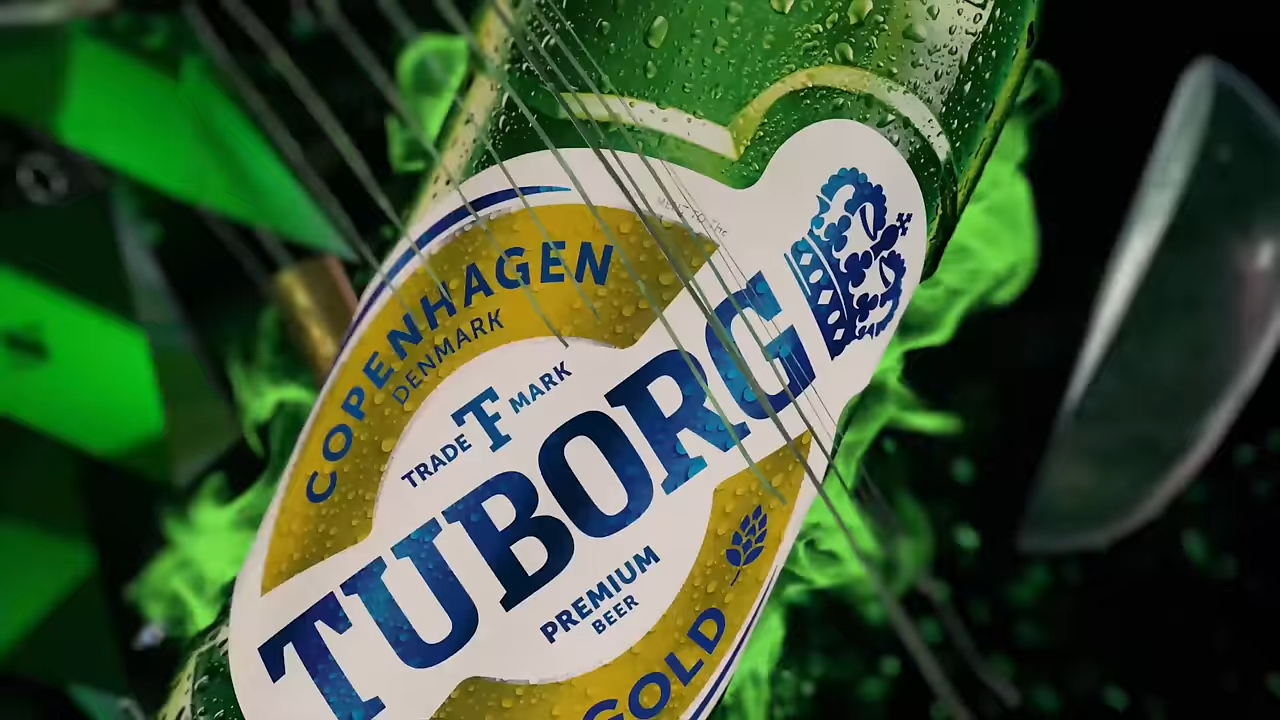 COPENHAGEN
DENMARK
TRADE MARK
TUBORG
PREMIUM
BEER
GOLD